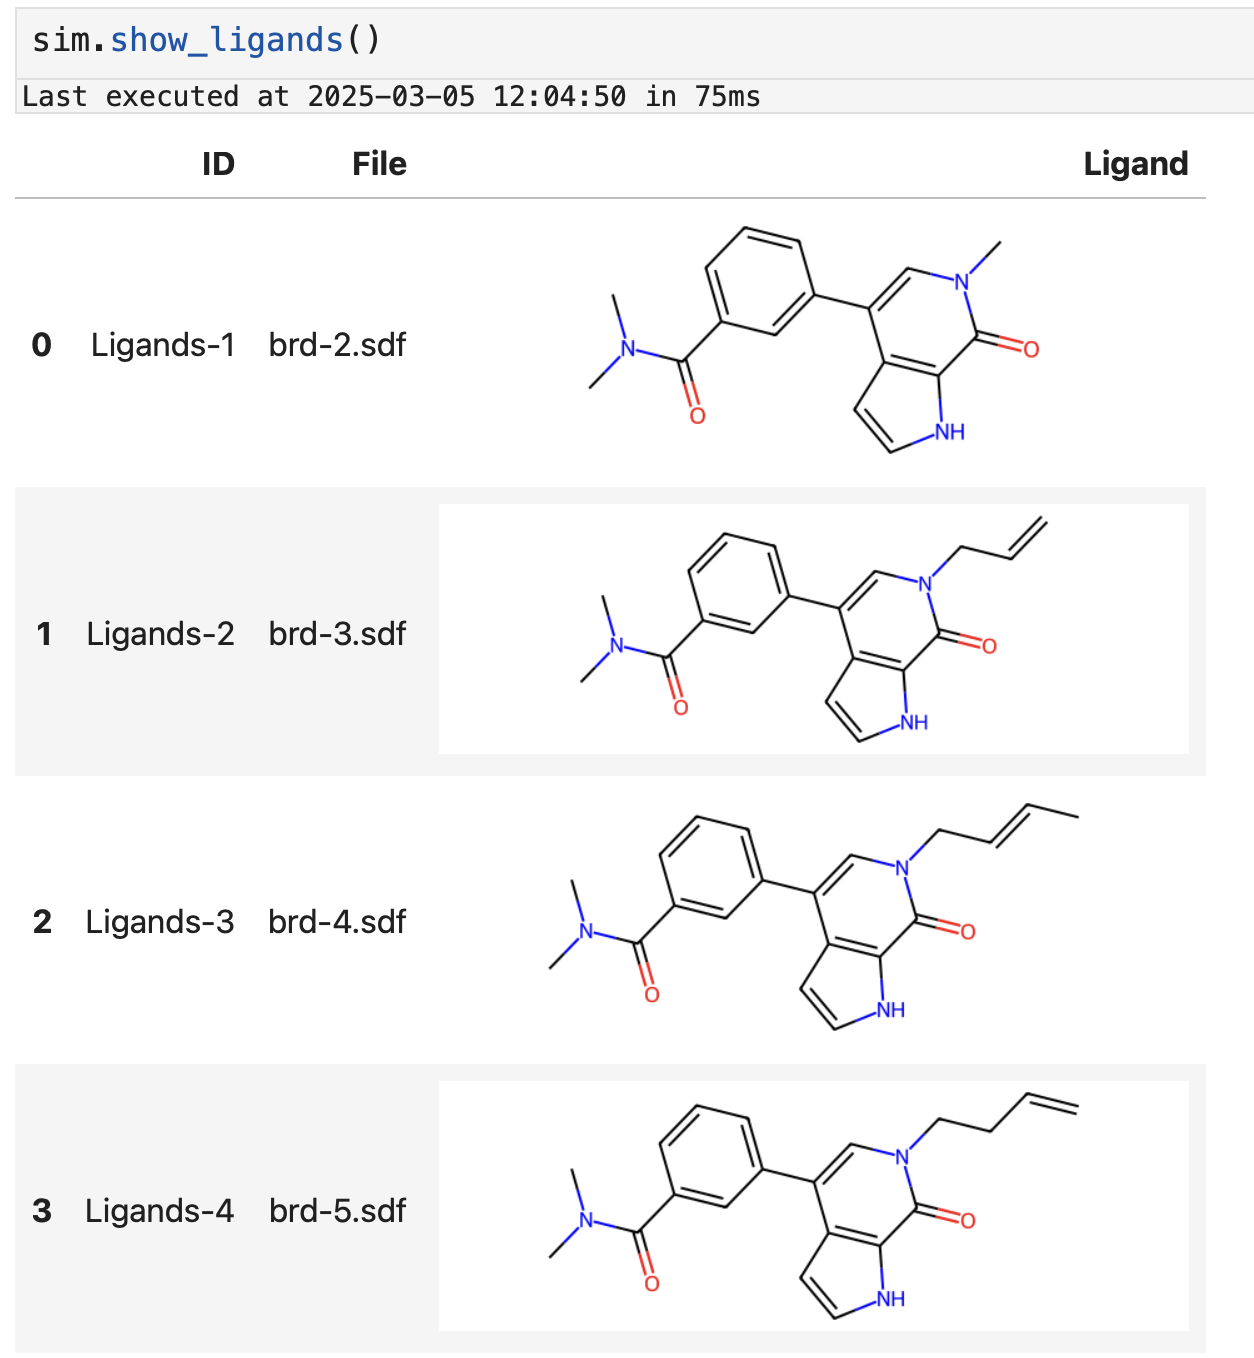 sim.show_ligands()
Last executed at 2025-03-05 12:04:50 in 75ms
ID File Ligand
0 Ligands-1 brd-2.sdf
N
O
N
NH
O
1 Ligands-2 brd-3.sdf
N
O
N
NH
O
2 Ligands-3 brd-4.sdf
N
O
N
NH
O
3 Ligands-4 brd-5.sdf
N
O
N
NH
O